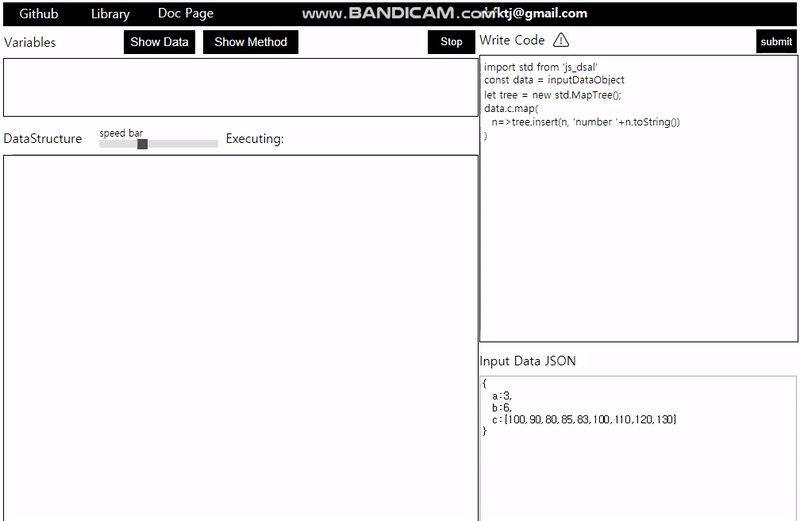 Github Library Doc Page www.BANDICAM.com ktj@gmail.com
Variables Show Data Show Method Stop
Write Code submit
import std from 'js_dsal'
const data = inputDataObject
let tree = new std.MapTree();
data.c.map(
n=>tree.insert(n, 'number '+n.toString())
)
DataStructure speed bar Executing:
Input Data JSON
{
a:3,
b:6,
c:[100,90,80,85,83,100,110,120,130]
}